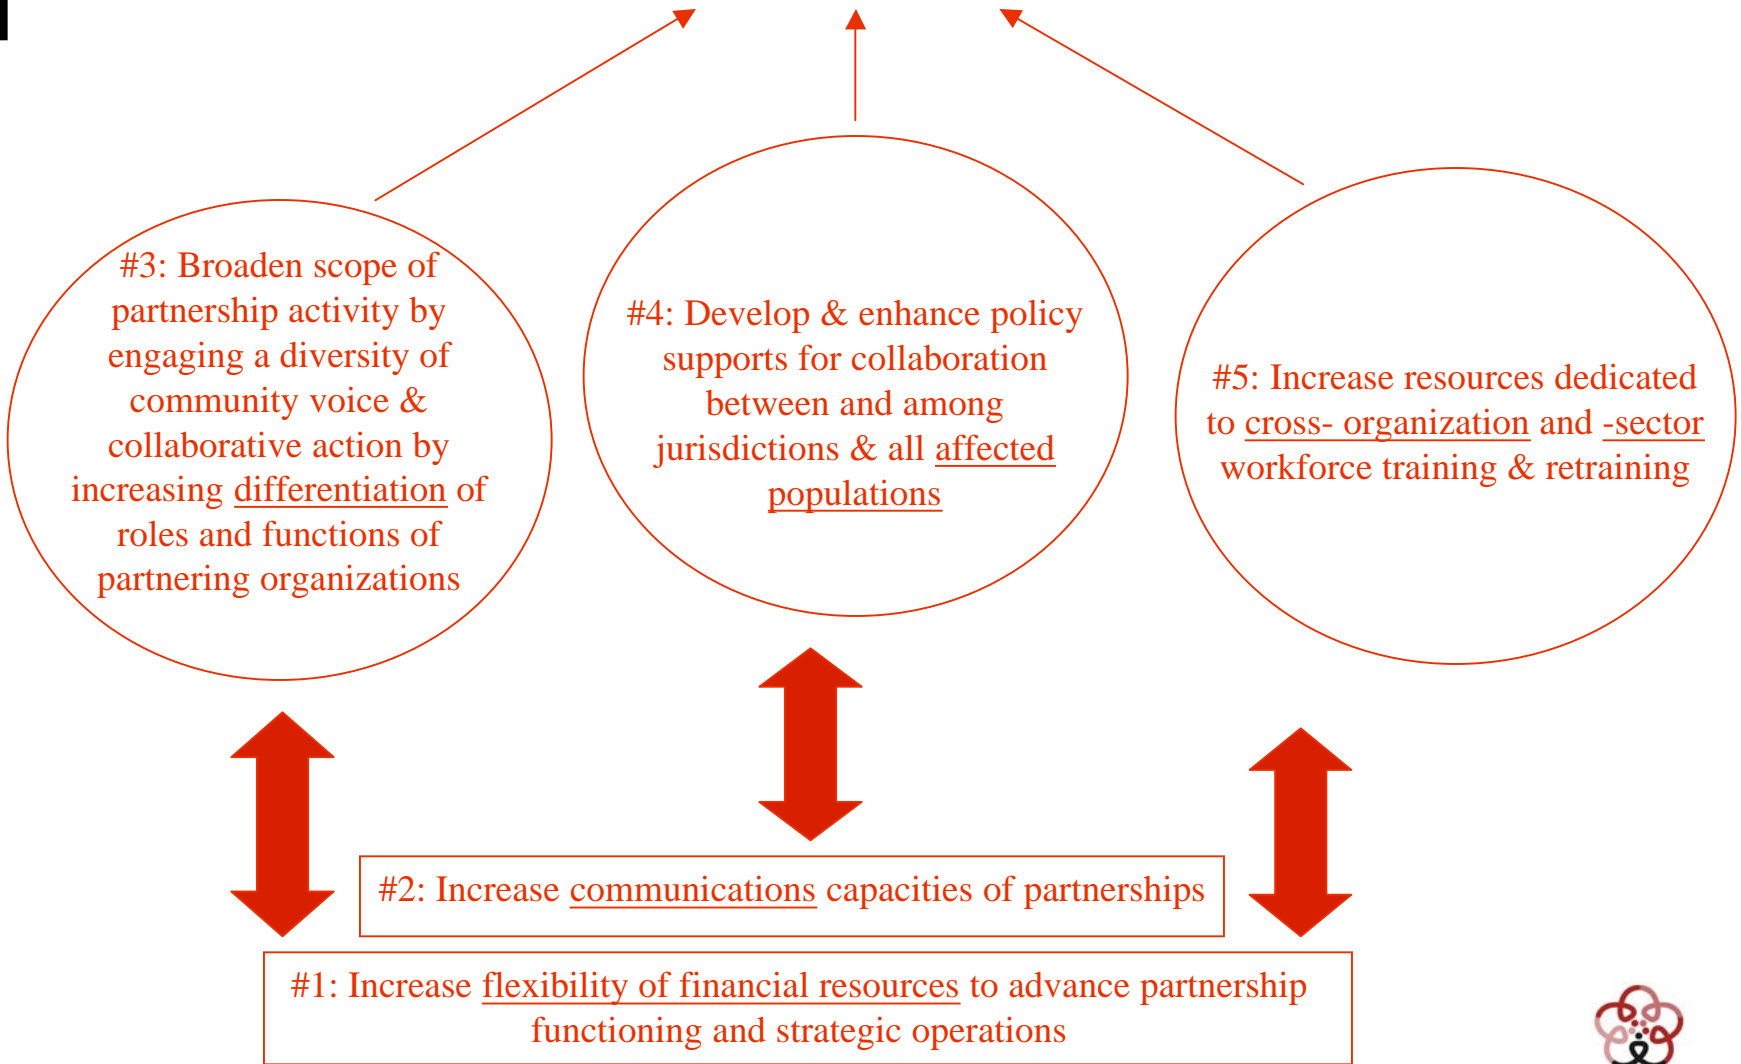 #3: Broaden scope of
partnership activity by
engaging a diversity of
community voice &
collaborative action by
increasing differentiation of
roles and functions of
partnering organizations
#4: Develop & enhance policy
supports for collaboration
between and among
jurisdictions & all affected
populations
#5: Increase resources dedicated
to cross- organization and -sector
workforce training & retraining
#2: Increase communications capacities of partnerships
#1: Increase flexibility of financial resources to advance partnership
functioning and strategic operations